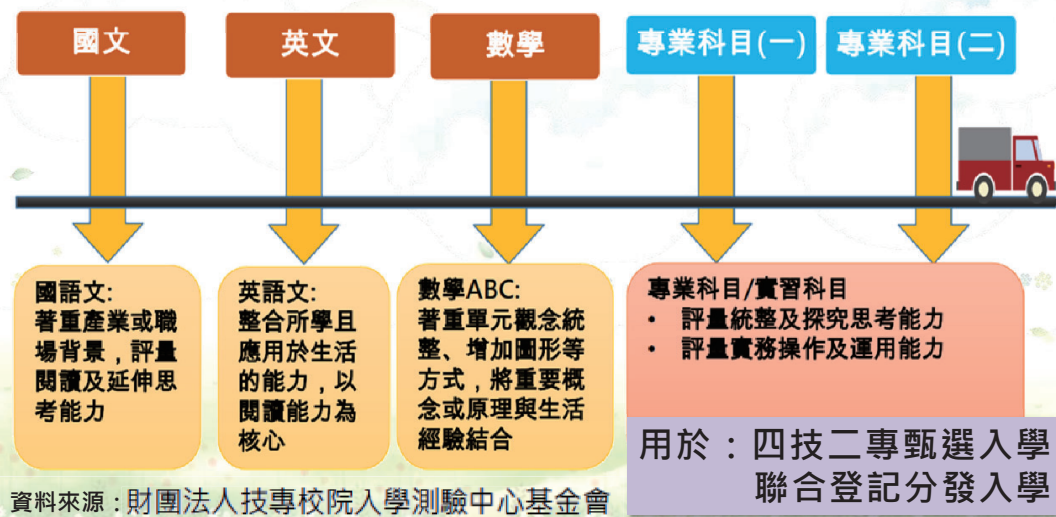 國文
英文
數學
專業科目(一)
專業科目(二)
國語文:
著重產業或職
場背景，評量
閱讀及延伸思
考能力
英語文:
整合所學且
應用於生活
的能力，以
閱讀能力為
核心
數學ABC:
著重單元觀念統
整、增加圖形等
方式，將重要概
念或原理與生活
經驗結合
專業科目/實習科目
• 評量統整及探究思考能力
• 評量實務操作及運用能力
用於：四技二專甄選入學
聯合登記分發入學
資料來源：財團法人技專校院入學測驗中心基金會